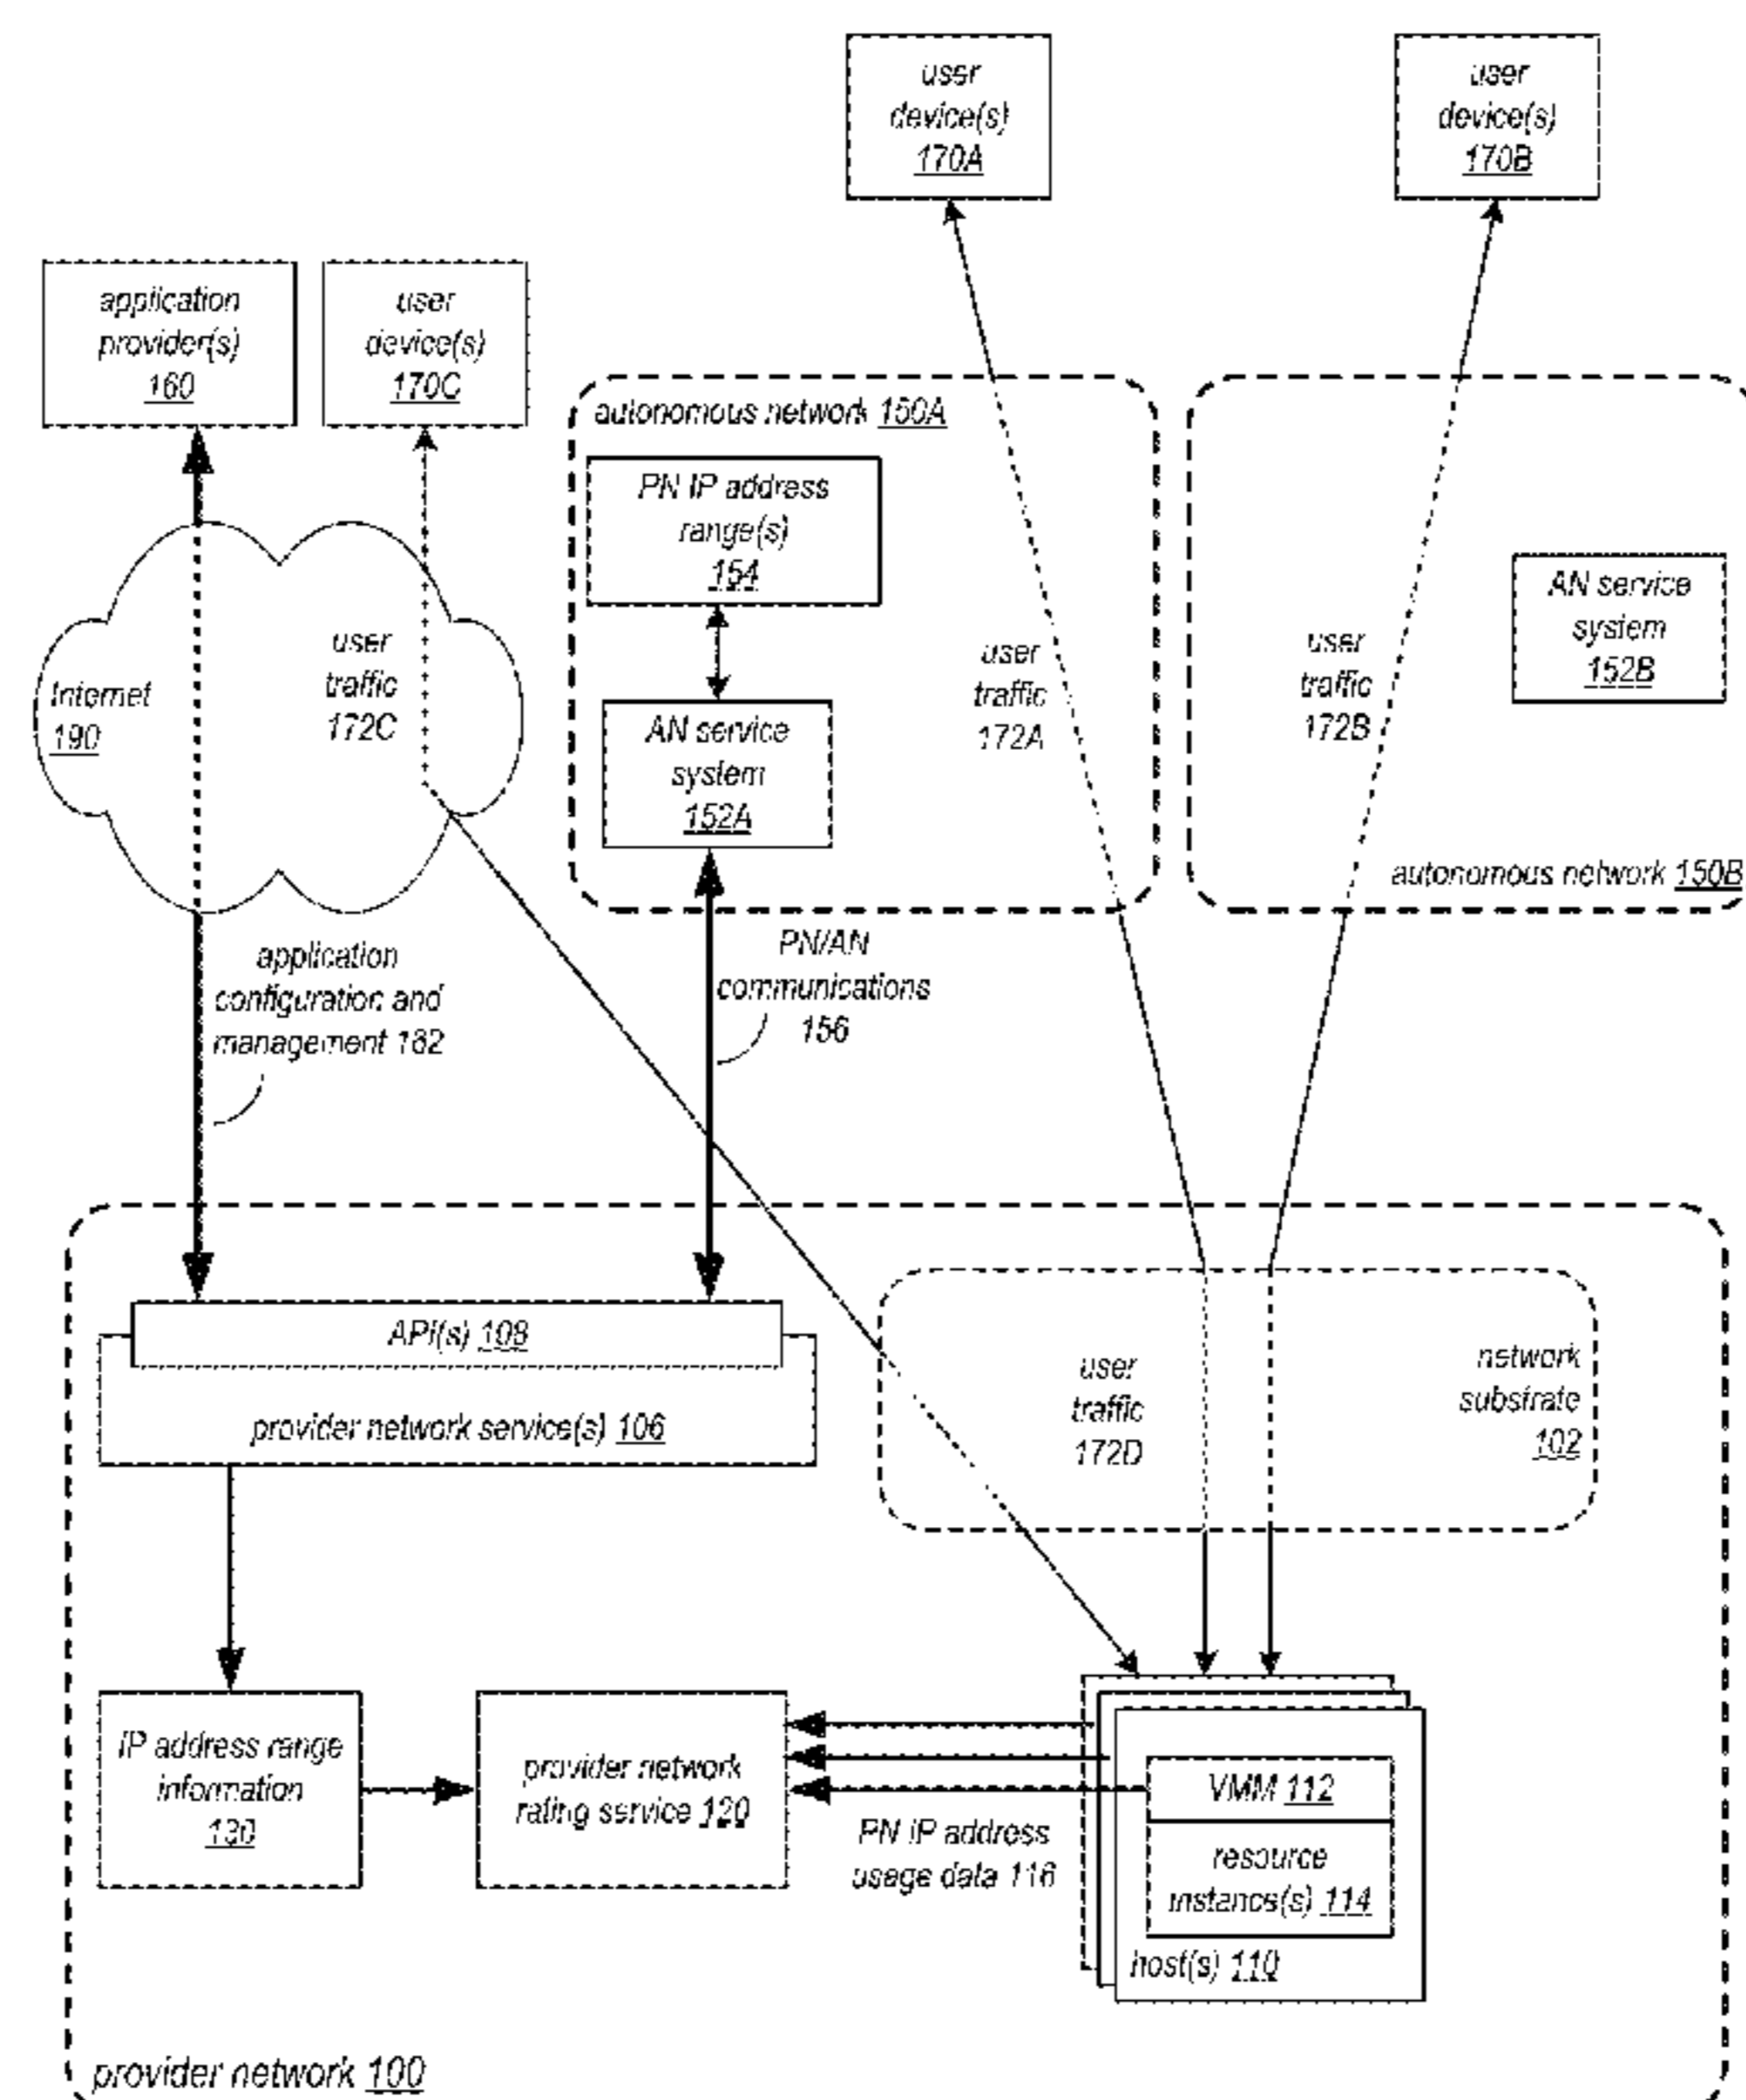 user
device(s)
170A
user
device(s)
170B
application
provider(s)
160
user
device(s)
170C
autonomous network 150A
PN IP address
range(s)
154
AN service
system
152A
user
traffic
172A
user
traffic
172B
AN service
system
152B
autonomous network 150B
Internet
190
user
traffic
172C
application
configuration and
management 162
PN/AN
communications
156
API(s) 108
provider network service(s) 106
user
traffic
172D
network
substrate
102
IP address range
information
130
provider network
rating service 120
PN IP address
usage data 116
VMM 112
resource
instance(s) 114
host(s) 110
provider network 100